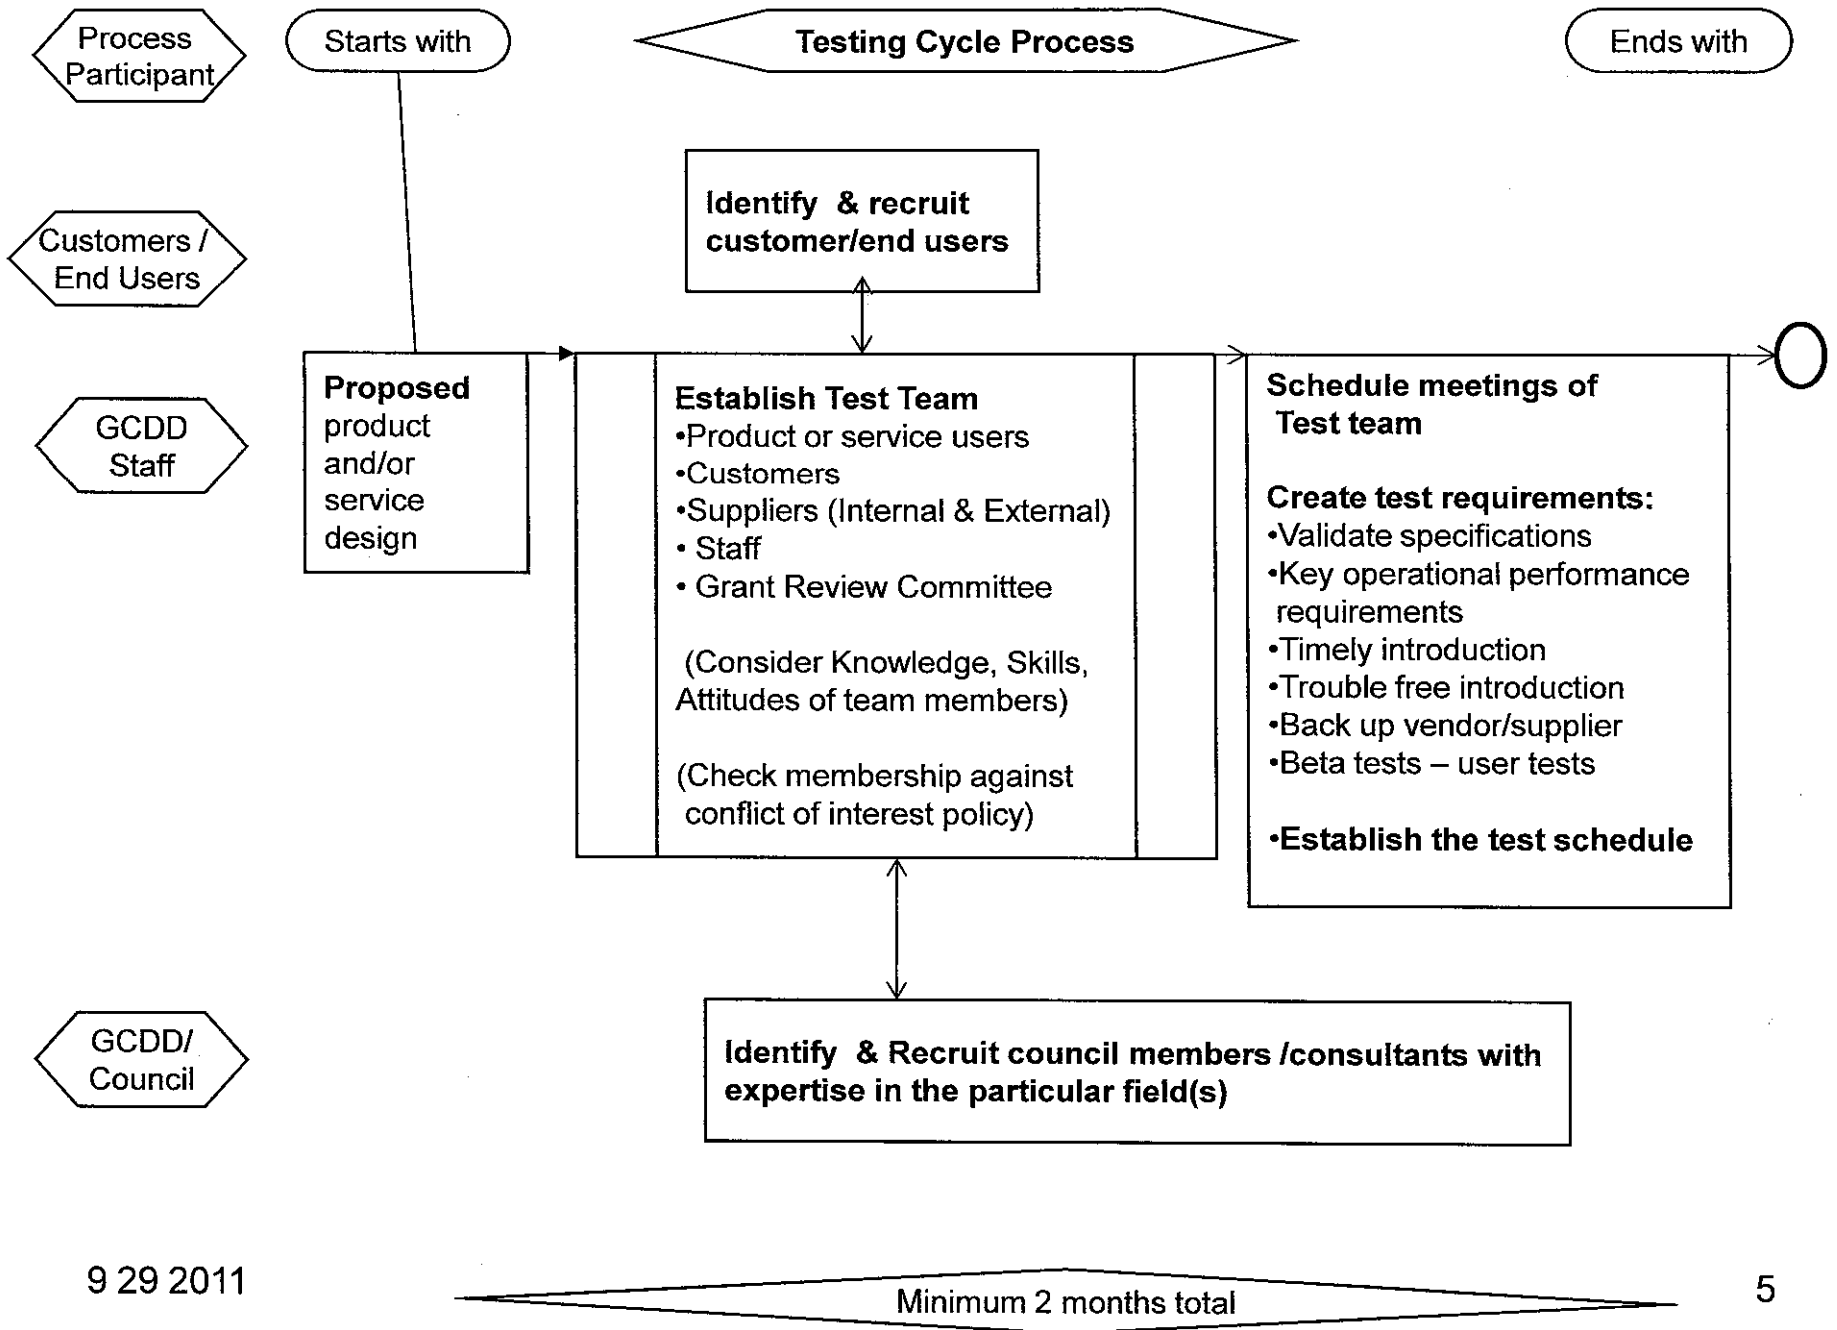 Process
Participant
Starts with
Testing Cycle Process
Ends with
Identify & recruit
customer/end users
Customers /
End Users
GCDD
Staff
Proposed
product
and/or
service
design
Establish Test Team
•Product or service users
•Customers
•Suppliers (Internal & External)
• Staff
• Grant Review Committee
(Consider Knowledge, Skills,
Attitudes of team members)
(Check membership against
conflict of interest policy)
Schedule meetings of
Test team
Create test requirements:
•Validate specifications
•Key operational performance
requirements
•Timely introduction
•Trouble free introduction
•Back up vendor/supplier
•Beta tests – user tests
•Establish the test schedule
GCDD/
Council
Identify & Recruit council members /consultants with
expertise in the particular field(s)
9 29 2011
Minimum 2 months total
5